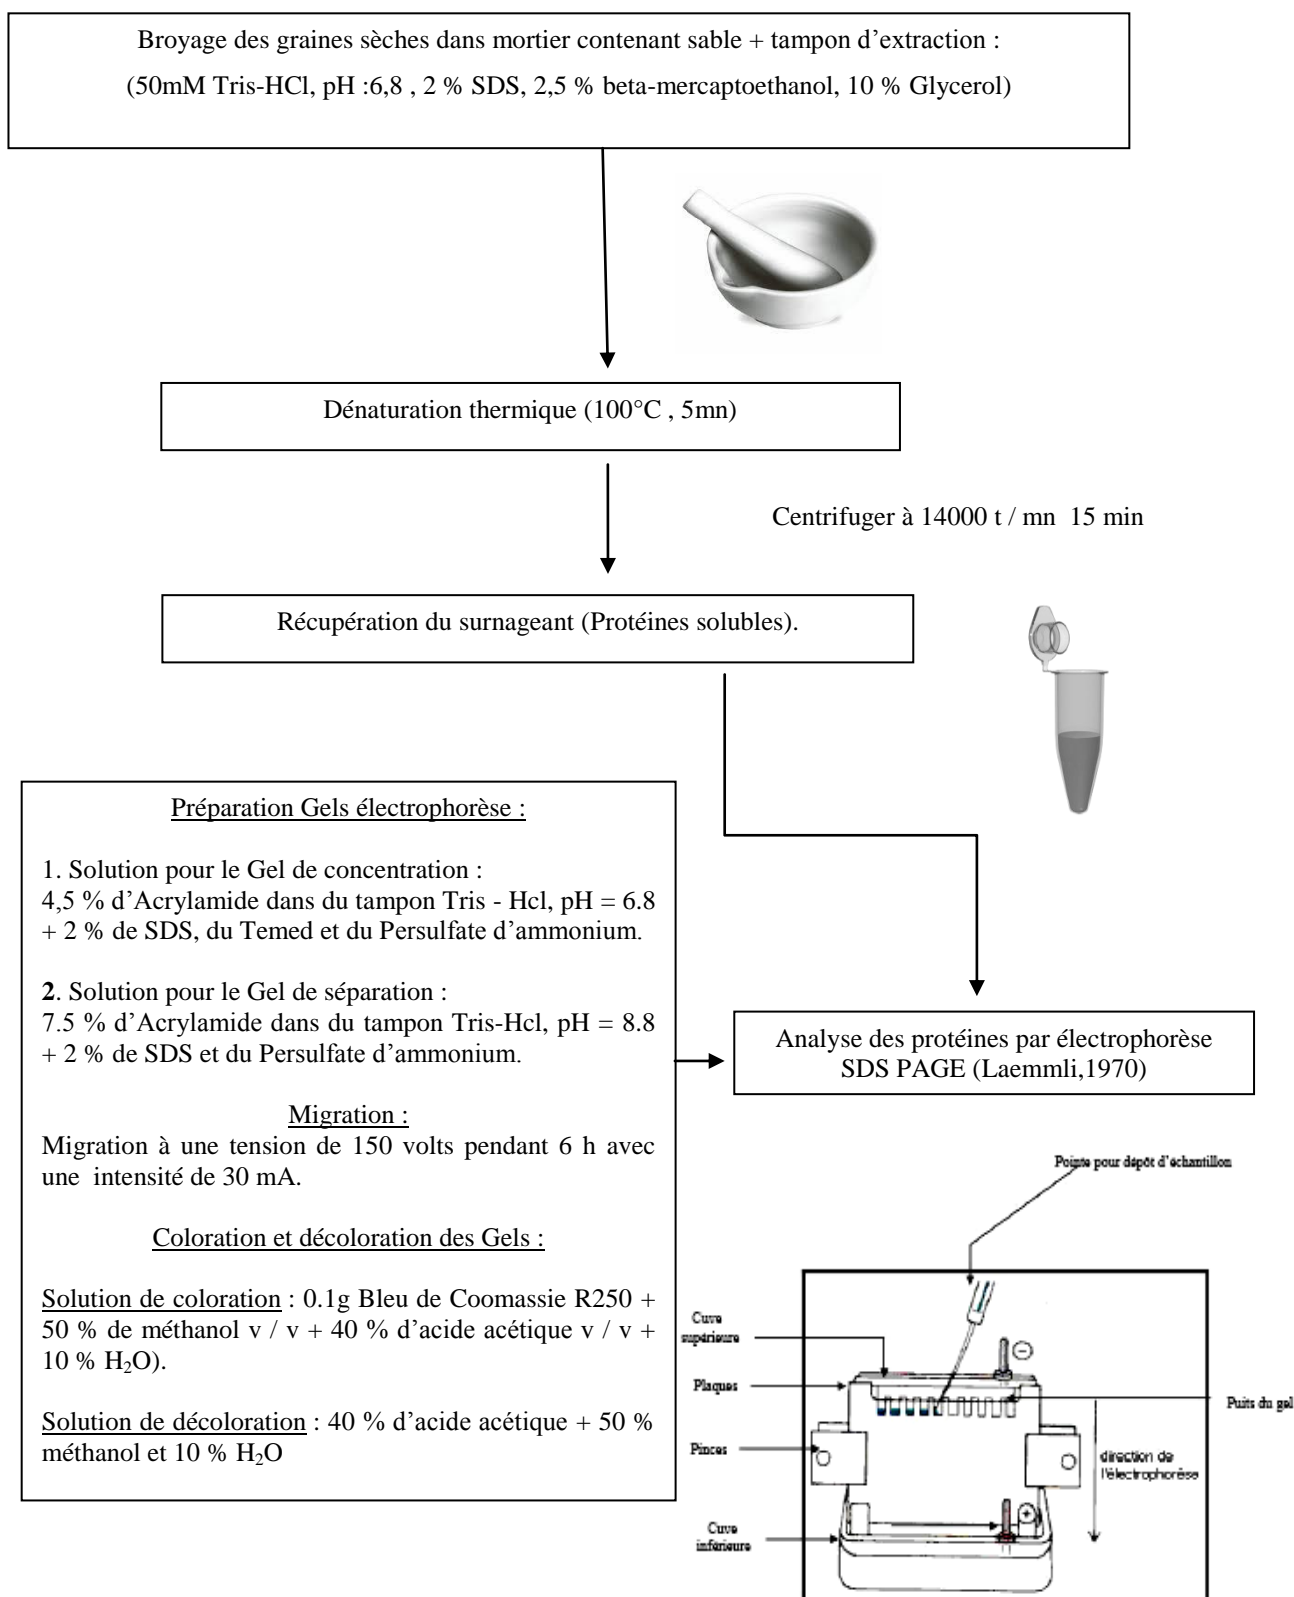 Broyage des graines sèches dans mortier contenant sable + tampon d’extraction :
(50mM Tris-HCl, pH :6,8 , 2 % SDS, 2,5 % beta-mercaptoethanol, 10 % Glycerol)
Dénaturation thermique (100°C , 5mn)
Centrifuger à 14000 t / mn  15 min
Récupération du surnageant (Protéines solubles).
Préparation Gels électrophorèse :
1. Solution pour le Gel de concentration :
4,5 % d’Acrylamide dans du tampon Tris - Hcl, pH = 6.8
+ 2 % de SDS, du Temed et du Persulfate d’ammonium.
2. Solution pour le Gel de séparation :
7.5 % d’Acrylamide dans du tampon Tris-Hcl, pH = 8.8
+ 2 % de SDS et du Persulfate d’ammonium.
Migration :
Migration à une tension de 150 volts pendant 6 h avec
une intensité de 30 mA.
Coloration et décoloration des Gels :
Solution de coloration : 0.1g Bleu de Coomassie R250 +
50 % de méthanol v / v + 40 % d’acide acétique v / v +
10 % H₂O).
Solution de décoloration : 40 % d’acide acétique + 50 %
méthanol et 10 % H₂O
Analyse des protéines par électrophorèse
SDS PAGE (Laemmli,1970)
Pointe pour dépôt d’échantillon
Cuve
supérieure
Plaques
Puits du gel
Pinces
direction de
l’électrophorèse
Cuve
inférieure